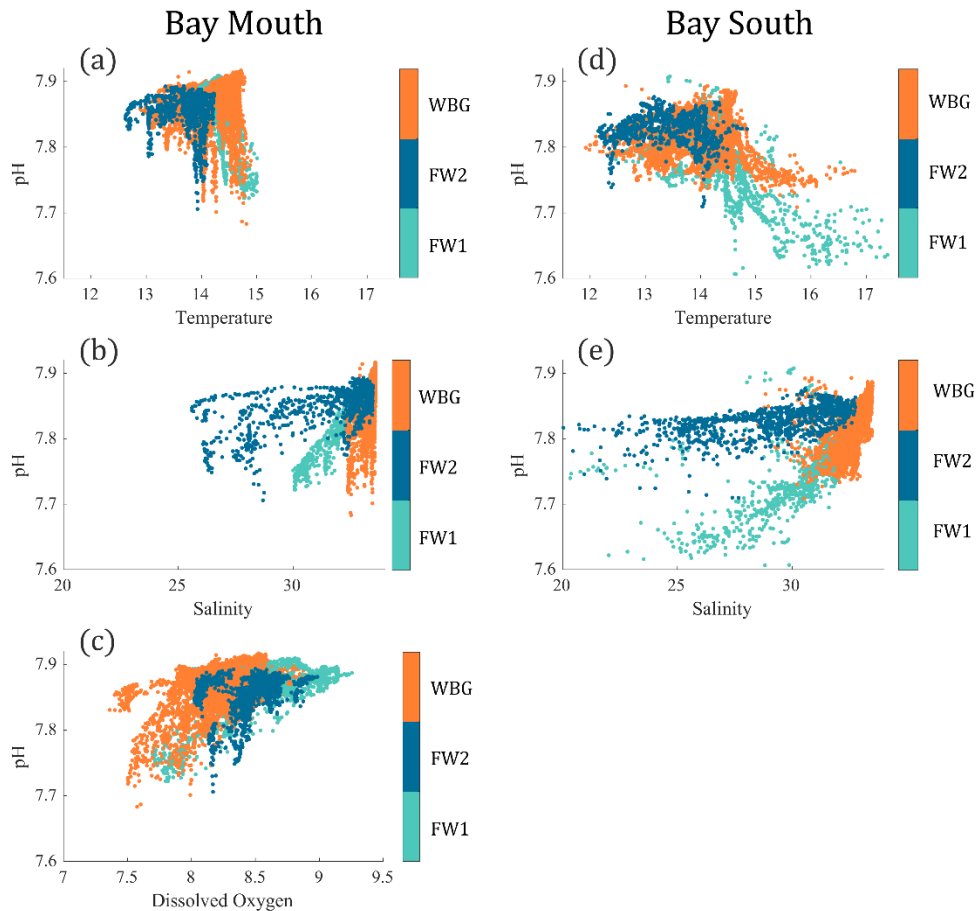 Bay Mouth
Bay South
(a)
7.9
7.8
7.7
7.6
pH
12 13 14 15 16 17
Temperature
WBG
FW2
FW1
(d)
7.9
7.8
7.7
7.6
pH
12 13 14 15 16 17
Temperature
WBG
FW2
FW1
(b)
7.9
7.8
7.7
7.6
pH
20 25 30
Salinity
WBG
FW2
FW1
(e)
7.9
7.8
7.7
7.6
pH
20 25 30
Salinity
WBG
FW2
FW1
(c)
7.9
7.8
7.7
7.6
pH
7 7.5 8 8.5 9 9.5
Dissolved Oxygen
WBG
FW2
FW1